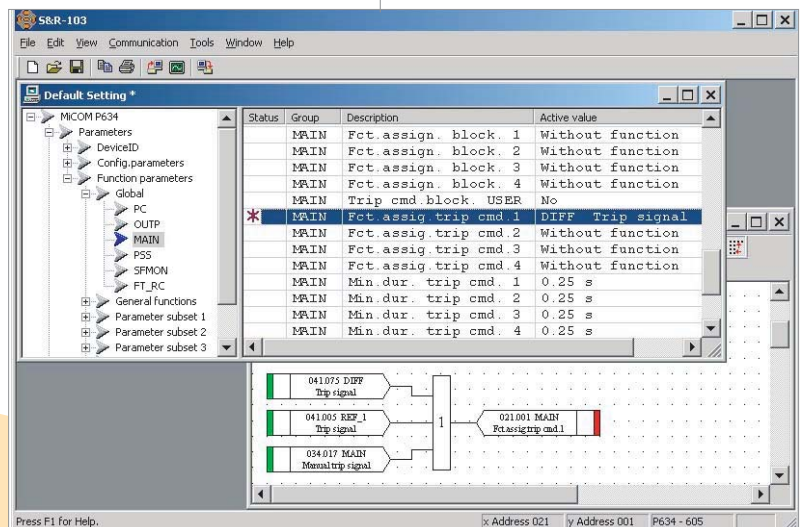 S&R-103
File Edit View Communication Tools Window Help
Default Setting *
MiCOM P634
Parameters
DeviceID
Config.parameters
Function parameters
Global
PC
OUTP
MAIN
PSS
SFMON
FT_RC
General functions
Parameter subset 1
Parameter subset 2
Parameter subset 3
Status Group Description Active value
MAIN Fct.assign. block. 1 Without function
MAIN Fct.assign. block. 2 Without function
MAIN Fct.assign. block. 3 Without function
MAIN Fct.assign. block. 4 Without function
MAIN Trip cmd.block. USER No
MAIN Fct.assig.trip cmd.1 DIFF Trip signal
MAIN Fct.assig.trip cmd.2 Without function
MAIN Fct.assig.trip cmd.3 Without function
MAIN Fct.assig.trip cmd.4 Without function
MAIN Min.dur. trip cmd. 1 0.25 s
MAIN Min.dur. trip cmd. 2 0.25 s
MAIN Min.dur. trip cmd. 3 0.25 s
MAIN Min.dur. trip cmd. 4 0.25 s
041.075 DIFF
Trip signal
041.005 REF_1
Trip signal
034.017 MAIN
Manual trip signal
1
021.001 MAIN
Fct.assig.trip cmd.1
Press F1 for Help.
x Address 021 y Address 001 P634 - 605